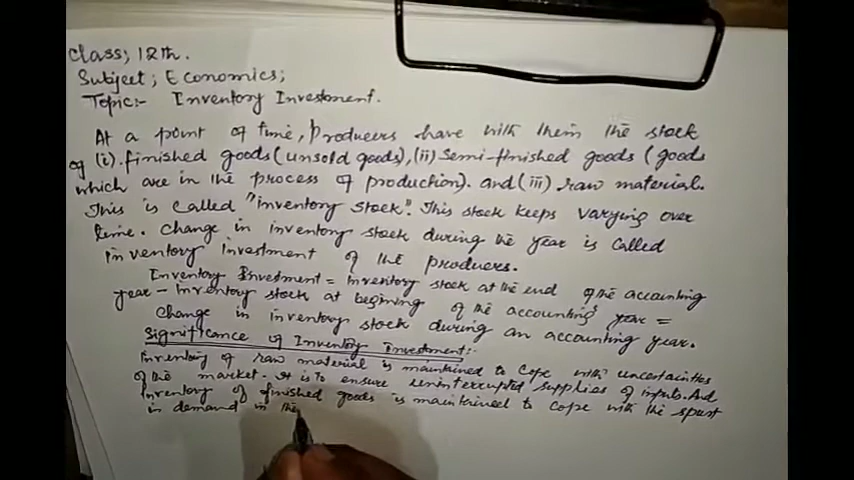 Class; 12th.
Subject; Economics;
Topic:- Inventory Investment.
At a point of time, Producers have with them the stock
of (i). finished goods (unsold goods), (ii) Semi-finished goods (goods
which are in the process of production). and (iii) raw material.
This is called "inventory stock". This stock keeps varying over
time. Change in inventory stock during the year is called
inventory investment of the producers.
Inventory Investment = Inventory stock at the end of the accounting
year - Inventory stock at begining of the accounting year =
Change in inventory stock during an accounting year.
Significance of Inventory Investment:-
Inventory of raw material is maintained to cope with uncertainties
of the market. It is to ensure uninterrupted supplies of inputs. And
Inventory of finished goods is maintained to cope with the spurt
in demand in the